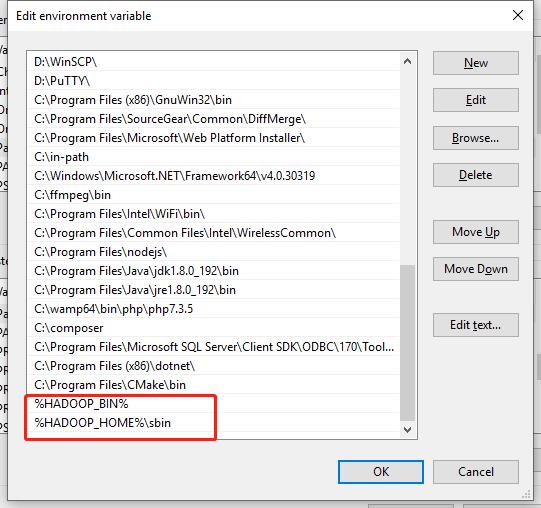 Edit environment variable
D:\WinSCP\
D:\PuTTY\
C:\Program Files (x86)\GnuWin32\bin
C:\Program Files\SourceGear\Common\DiffMerge\
C:\Program Files\Microsoft\Web Platform Installer\
C:\in-path
C:\Windows\Microsoft.NET\Framework64\v4.0.30319
C:\ffmpeg\bin
C:\Program Files\Intel\WiFi\bin\
C:\Program Files\Common Files\Intel\WirelessCommon\
C:\Program Files\nodejs\
C:\Program Files\Java\jdk1.8.0_192\bin
C:\Program Files\Java\jre1.8.0_192\bin
C:\wamp64\bin\php\php7.3.5
C:\composer
C:\Program Files\Microsoft SQL Server\Client SDK\ODBC\170\Tool...
C:\Program Files (x86)\dotnet\
C:\Program Files\CMake\bin
%HADOOP_BIN%
%HADOOP_HOME%\sbin
New
Edit
Browse...
Delete
Move Up
Move Down
Edit text...
OK
Cancel